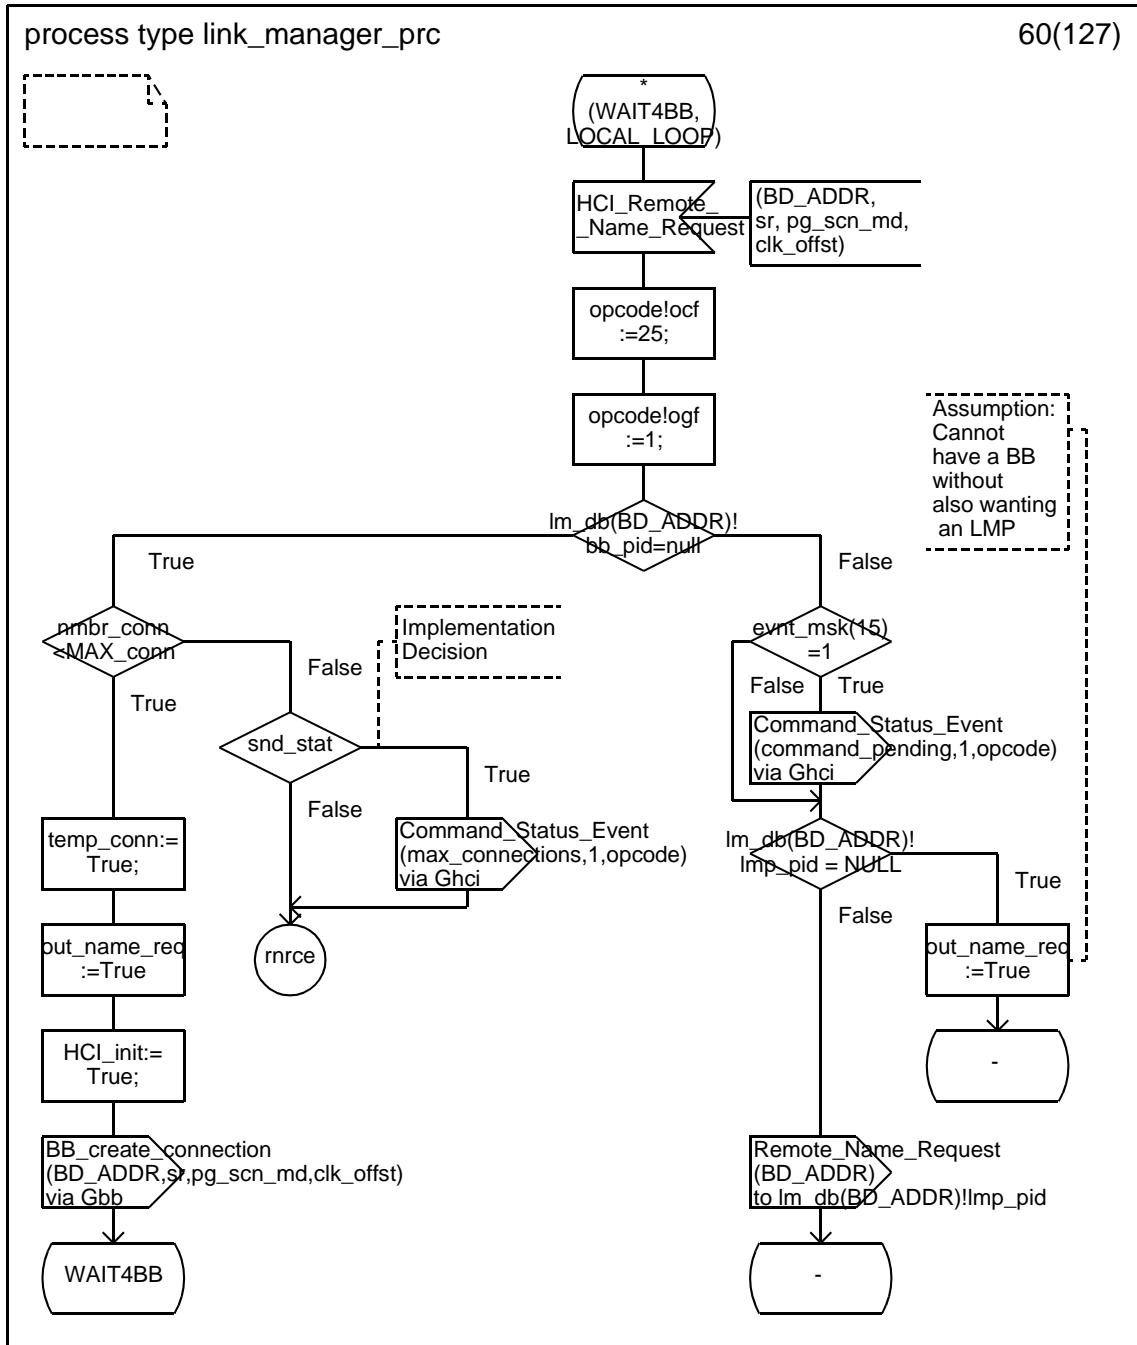 process type link_manager_prc
60(127)
*
(WAIT4BB,
LOCAL_LOOP)
HCI_Remote_
_Name_Request
(BD_ADDR,
sr, pg_scn_md,
clk_offst)
opcode!ocf
:=25;
opcode!ogf
:=1;
Assumption:
Cannot
have a BB
without
also wanting
an LMP
lm_db(BD_ADDR)!
bb_pid=null
True
False
nmbr_conn
<MAX_conn
False
True
Implementation
Decision
evnt_msk(15)
=1
False
True
snd_stat
True
False
Command_Status_Event
(command_pending,1,opcode)
via Ghci
temp_conn:=
True;
Command_Status_Event
(max_connections,1,opcode)
via Ghci
lm_db(BD_ADDR)!
lmp_pid = NULL
True
False
out_name_req
:=True
rnrce
out_name_req
:=True
HCI_init:=
True;
-
BB_create_connection
(BD_ADDR,sr,pg_scn_md,clk_offst)
via Gbb
Remote_Name_Request
(BD_ADDR)
to lm_db(BD_ADDR)!lmp_pid
WAIT4BB
-